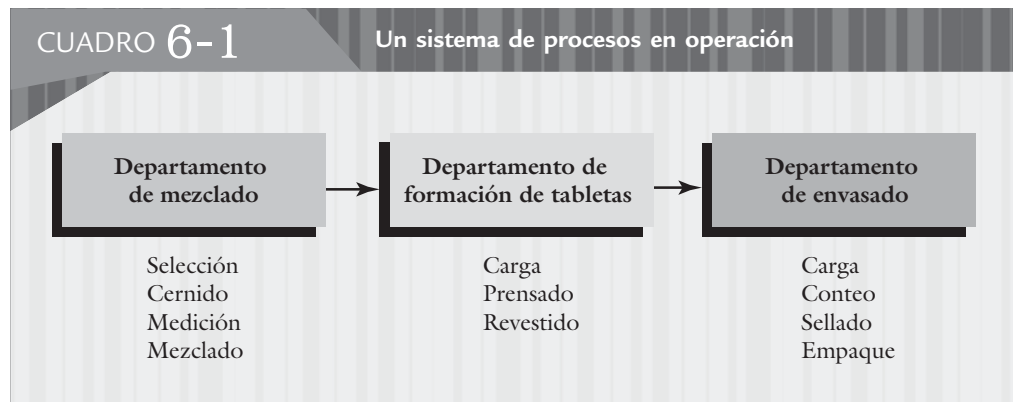 CUADRO 6-1
Un sistema de procesos en operación
Departamento
de mezclado
Departamento de
formación de tabletas
Departamento
de envasado
Selección
Cernido
Medición
Mezclado
Carga
Prensado
Revestido
Carga
Conteo
Sellado
Empaque